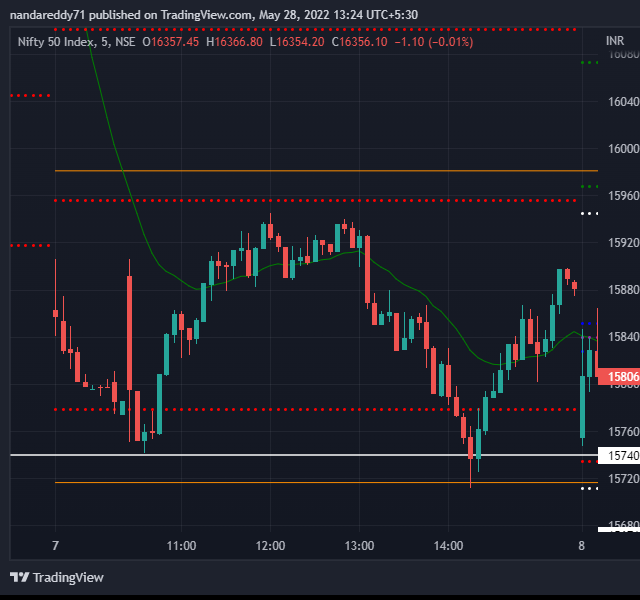 nandareddy71 published on TradingView.com, May 28, 2022 13:24 UTC+5:30
Nifty 50 Index, 5, NSE O16357.45 H16366.80 L16354.20 C16356.10 −1.10 (−0.01%)
INR
16080
16040
16000
15960
15920
15880
15840
15806
15800
15760
15740
15720
15680
7 11:00 12:00 13:00 14:00 8
TradingView